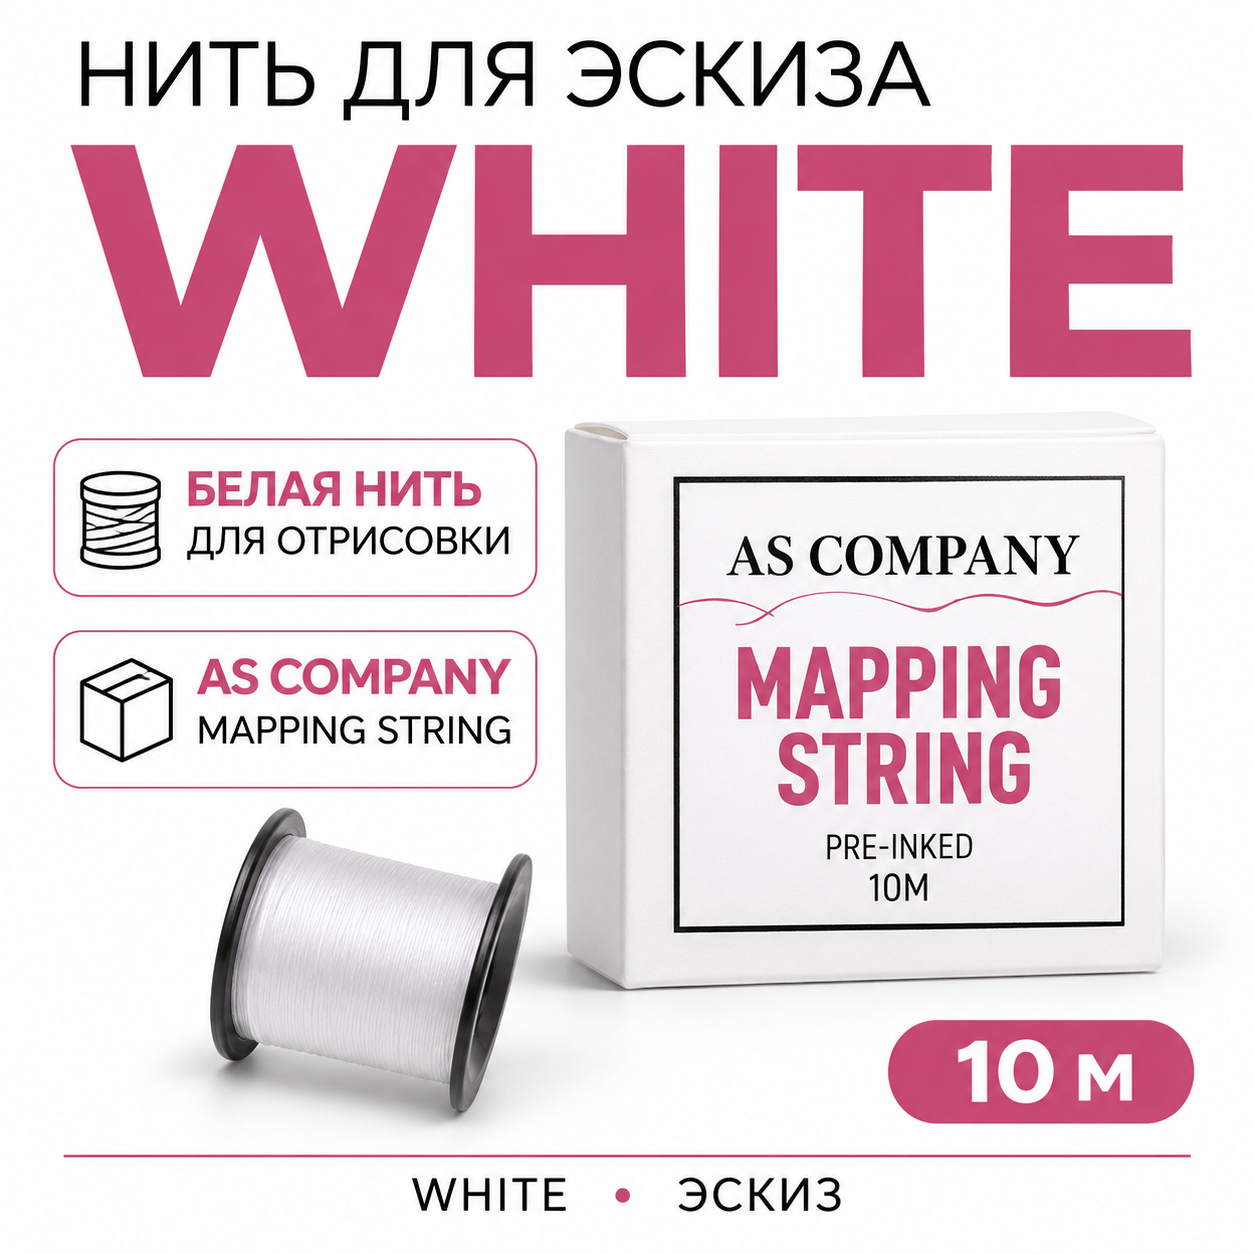 НИТЬ ДЛЯ ЭСКИЗА
WHITE
БЕЛАЯ НИТЬ
ДЛЯ ОТРИСОВКИ
AS COMPANY
MAPPING STRING
AS COMPANY
MAPPING
STRING
PRE-INKED
10M
10 м
WHITE • ЭСКИЗ